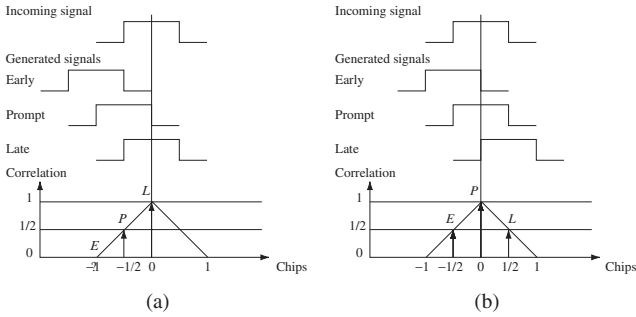 Incoming signal
Generated signals
Early
Prompt
Late
Correlation
1
1/2
0
L
P
E
−1/2 0 1 Chips
(a)
Incoming signal
Generated signals
Early
Prompt
Late
Correlation
1
1/2
0
P
E L
−1 −1/2 0 1/2 1 Chips
(b)